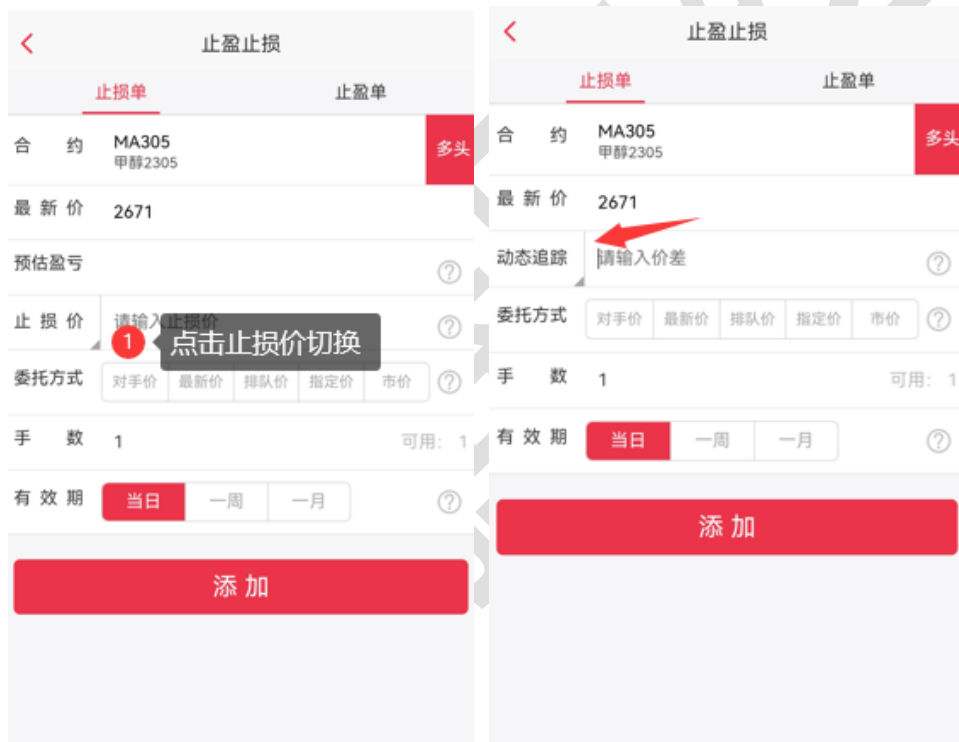 止盈止损
止损单 止盈单
合约 MA305 多头
甲醇2305
最新价 2671
预估盈亏 ?
止损价 请输入止损价 ?
1 点击止损价切换
委托方式 对手价 最新价 排队价 指定价 市价 ?
手数 1 可用: 1
有效期 当日 一周 一月 ?
添加
止盈止损
止损单 止盈单
合约 MA305 多头
甲醇2305
最新价 2671
动态追踪 请输入价差 ?
委托方式 对手价 最新价 排队价 指定价 市价 ?
手数 1 可用: 1
有效期 当日 一周 一月 ?
添加